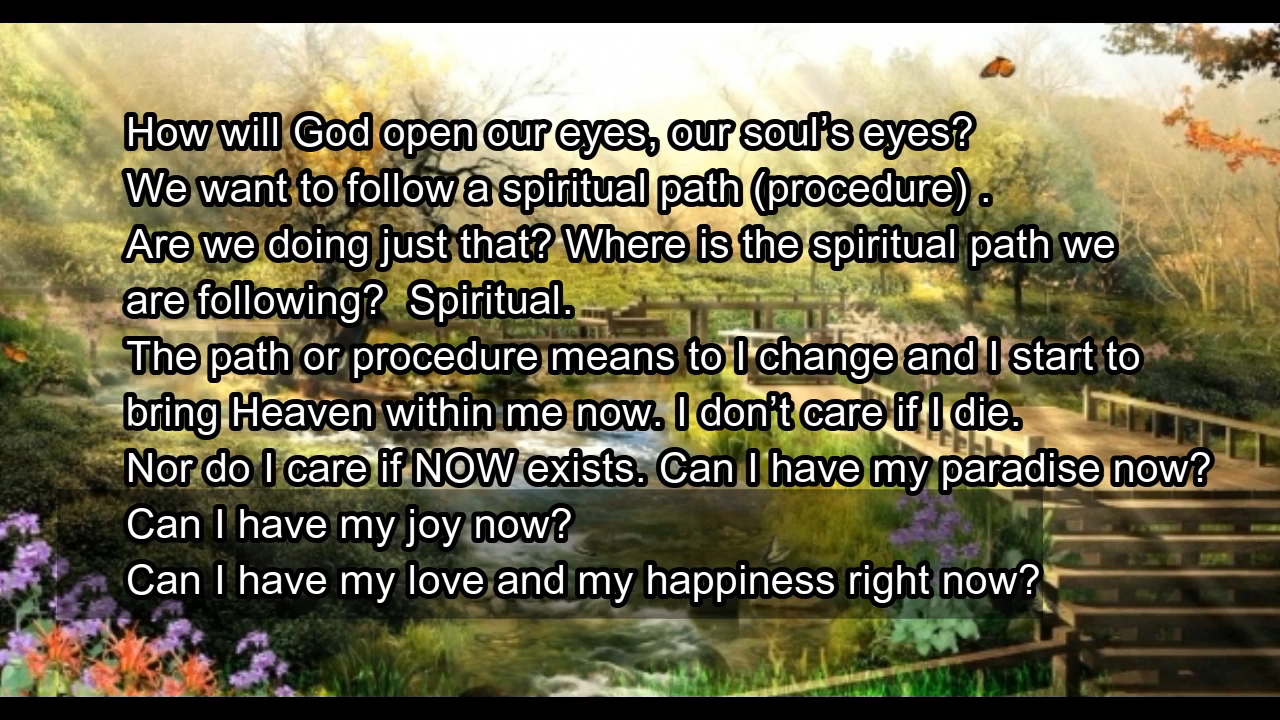 How will God open our eyes, our soul’s eyes?
We want to follow a spiritual path (procedure) .
Are we doing just that? Where is the spiritual path we
are following?  Spiritual.
The path or procedure means to I change and I start to
bring Heaven within me now. I don’t care if I die.
Nor do I care if NOW exists. Can I have my paradise now?
Can I have my joy now?
Can I have my love and my happiness right now?